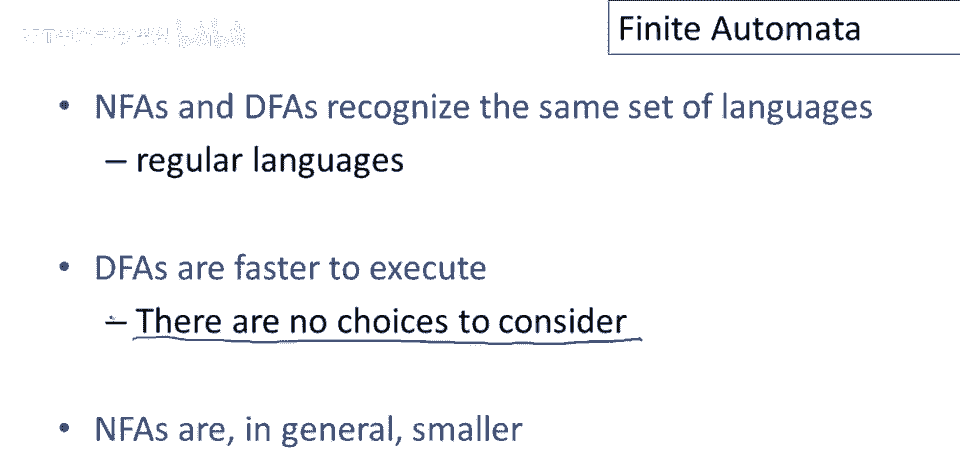 Finite Automata
• NFAs and DFAs recognize the same set of languages
– regular languages
• DFAs are faster to execute
– There are no choices to consider
• NFAs are, in general, smaller